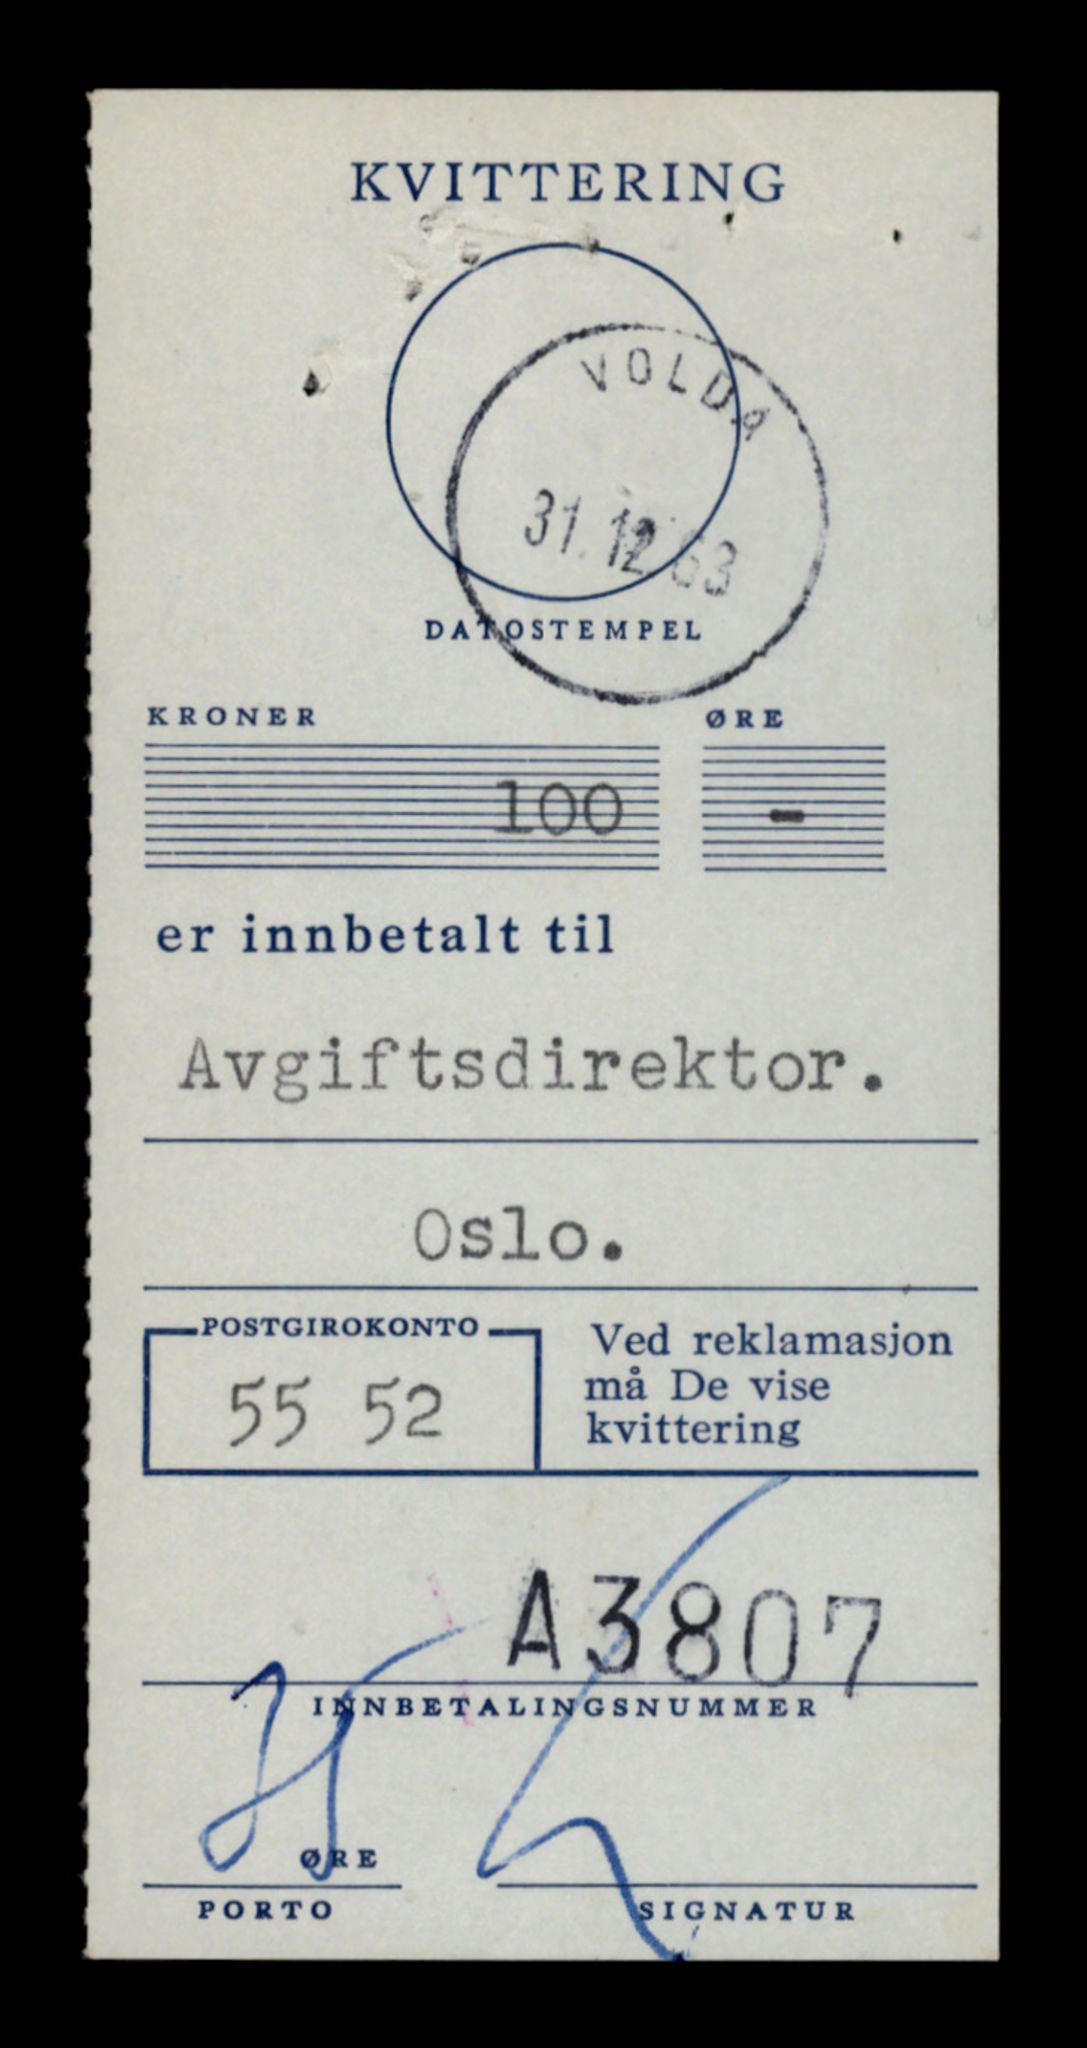 KVITTERING
VOLDA
31.12 63
DATOSTEMPEL
KRONER ØRE
100 -
er innbetalt til
Avgiftsdirektor.
Oslo.
POSTGIROKONTO
55 52
Ved reklamasjon
må De vise
kvittering
A3807
INNBETALINGSNUMMER
ØRE
PORTO SIGNATUR